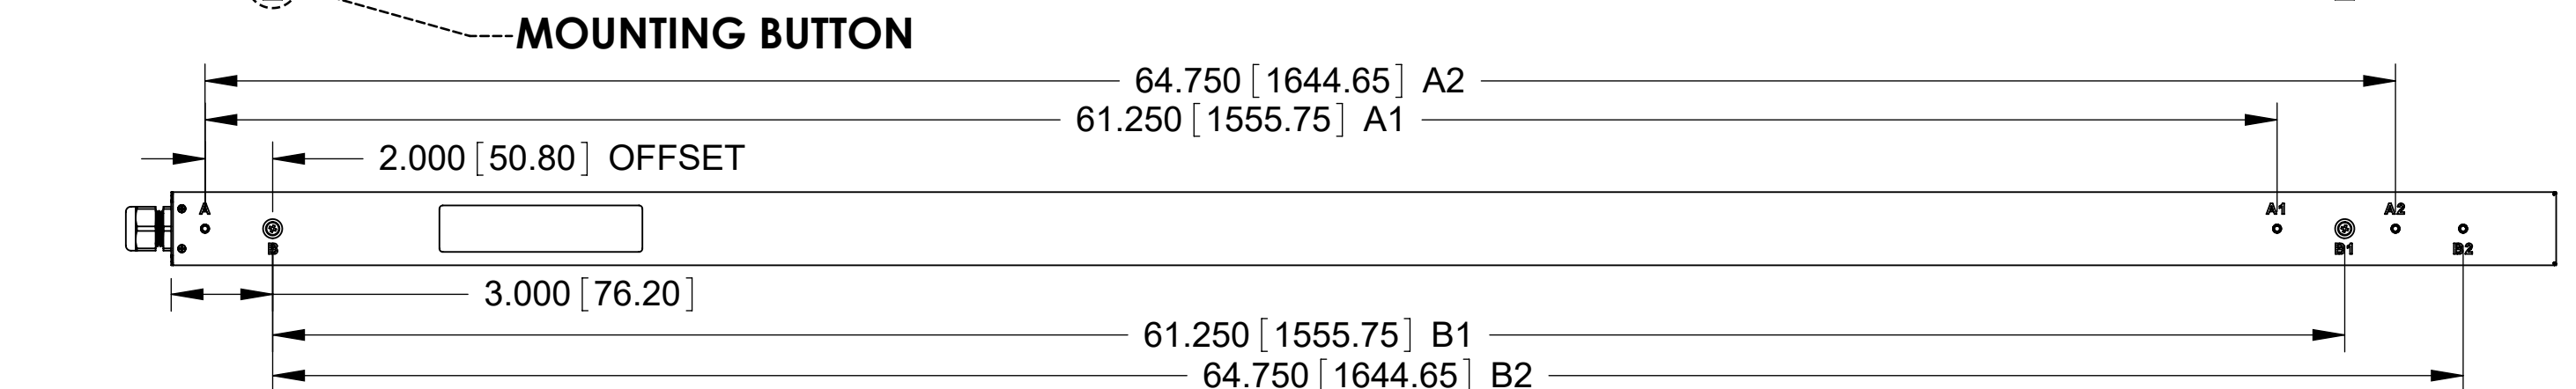 MOUNTING BUTTON
64.750 [1644.65] A2
61.250 [1555.75] A1
2.000 [50.80] OFFSET
A
A1
A2
B
B1
B2
3.000 [76.20]
61.250 [1555.75] B1
64.750 [1644.65] B2